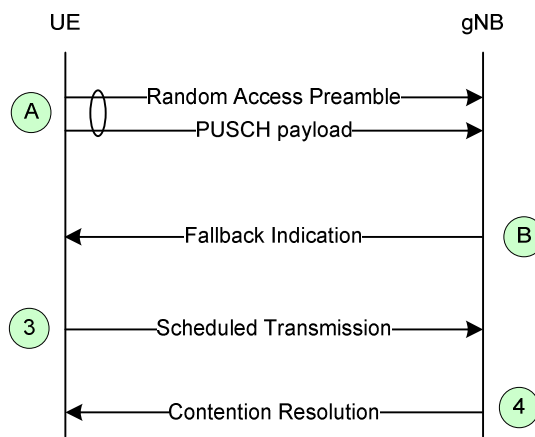 UE
gNB
A
Random Access Preamble
PUSCH payload
Fallback Indication
B
3
Scheduled Transmission
Contention Resolution
4